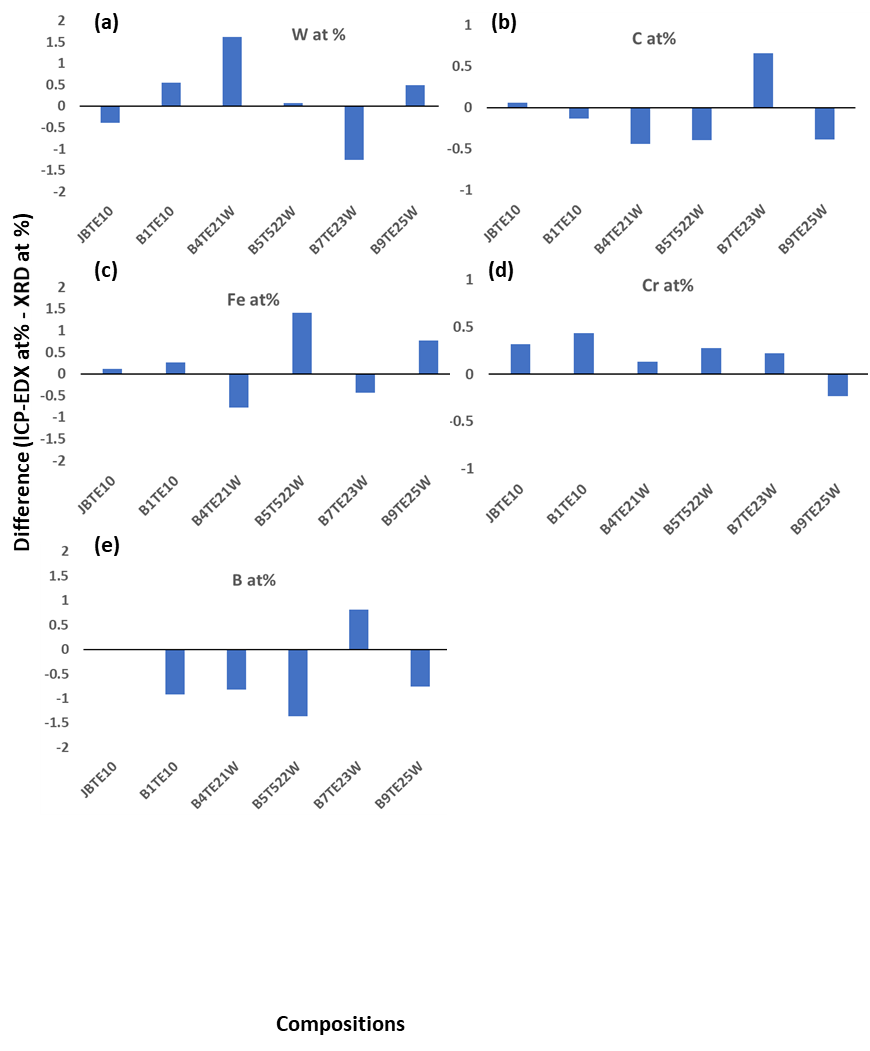 (a)
W at %
2
1.5
1
0.5
0
-0.5
-1
-1.5
-2
JBTE10
B1TE10
B4TE21W
B5T522W
B7TE23W
B9TE25W
(b)
C at%
1
0.5
0
-0.5
-1
JBTE10
B1TE10
B4TE21W
B5T522W
B7TE23W
B9TE25W
Difference (ICP-EDX at% - XRD at %)
(c)
Fe at%
2
1.5
1
0.5
0
-0.5
-1
-1.5
-2
JBTE10
B1TE10
B4TE21W
B5T522W
B7TE23W
B9TE25W
(d)
Cr at%
1
0.5
0
-0.5
-1
JBTE10
B1TE10
B4TE21W
B5T522W
B7TE23W
B9TE25W
(e)
B at%
2
1.5
1
0.5
0
-0.5
-1
-1.5
-2
JBTE10
B1TE10
B4TE21W
B5T522W
B7TE23W
B9TE25W
Compositions